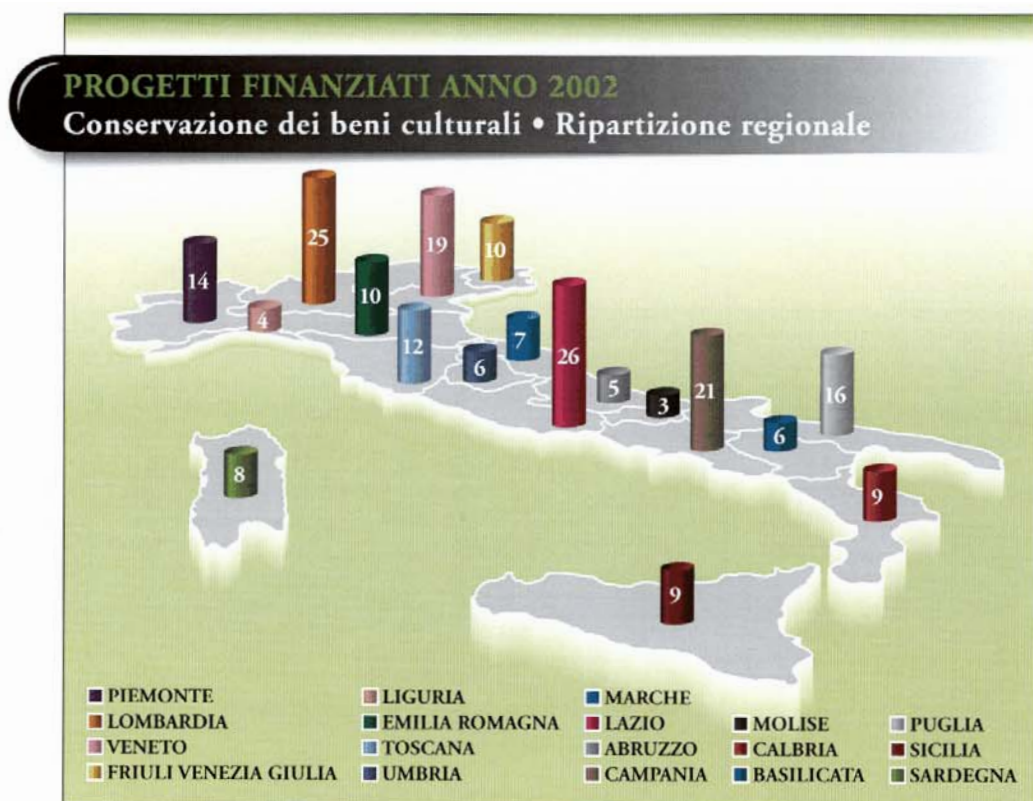 PROGETTI FINANZIATI ANNO 2002
Conservazione dei beni culturali • Ripartizione regionale
25
19
10
14
10
4
7
12
6
26
5
3
21
16
6
8
9
9
PIEMONTE
LOMBARDIA
VENETO
FRIULI VENEZIA GIULIA
LIGURIA
EMILIA ROMAGNA
TOSCANA
UMBRIA
MARCHE
LAZIO
ABRUZZO
CAMPANIA
MOLISE
CALBRIA
BASILICATA
PUGLIA
SICILIA
SARDEGNA